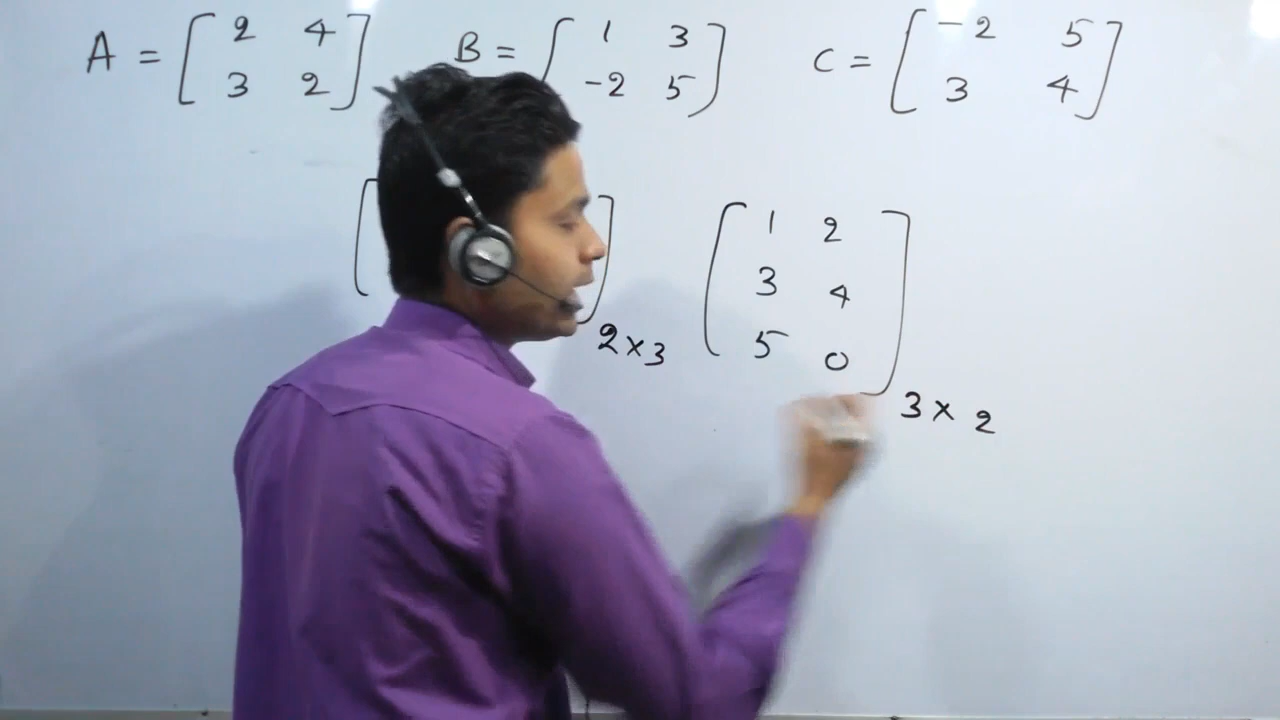 A = [ 2 4 B = [ 1 3 C = [ -2 5
3 2 ] -2 5 ] 3 4 ]
[ ] 2×3 [ 1 2
3 4
5 0 ] 3×2